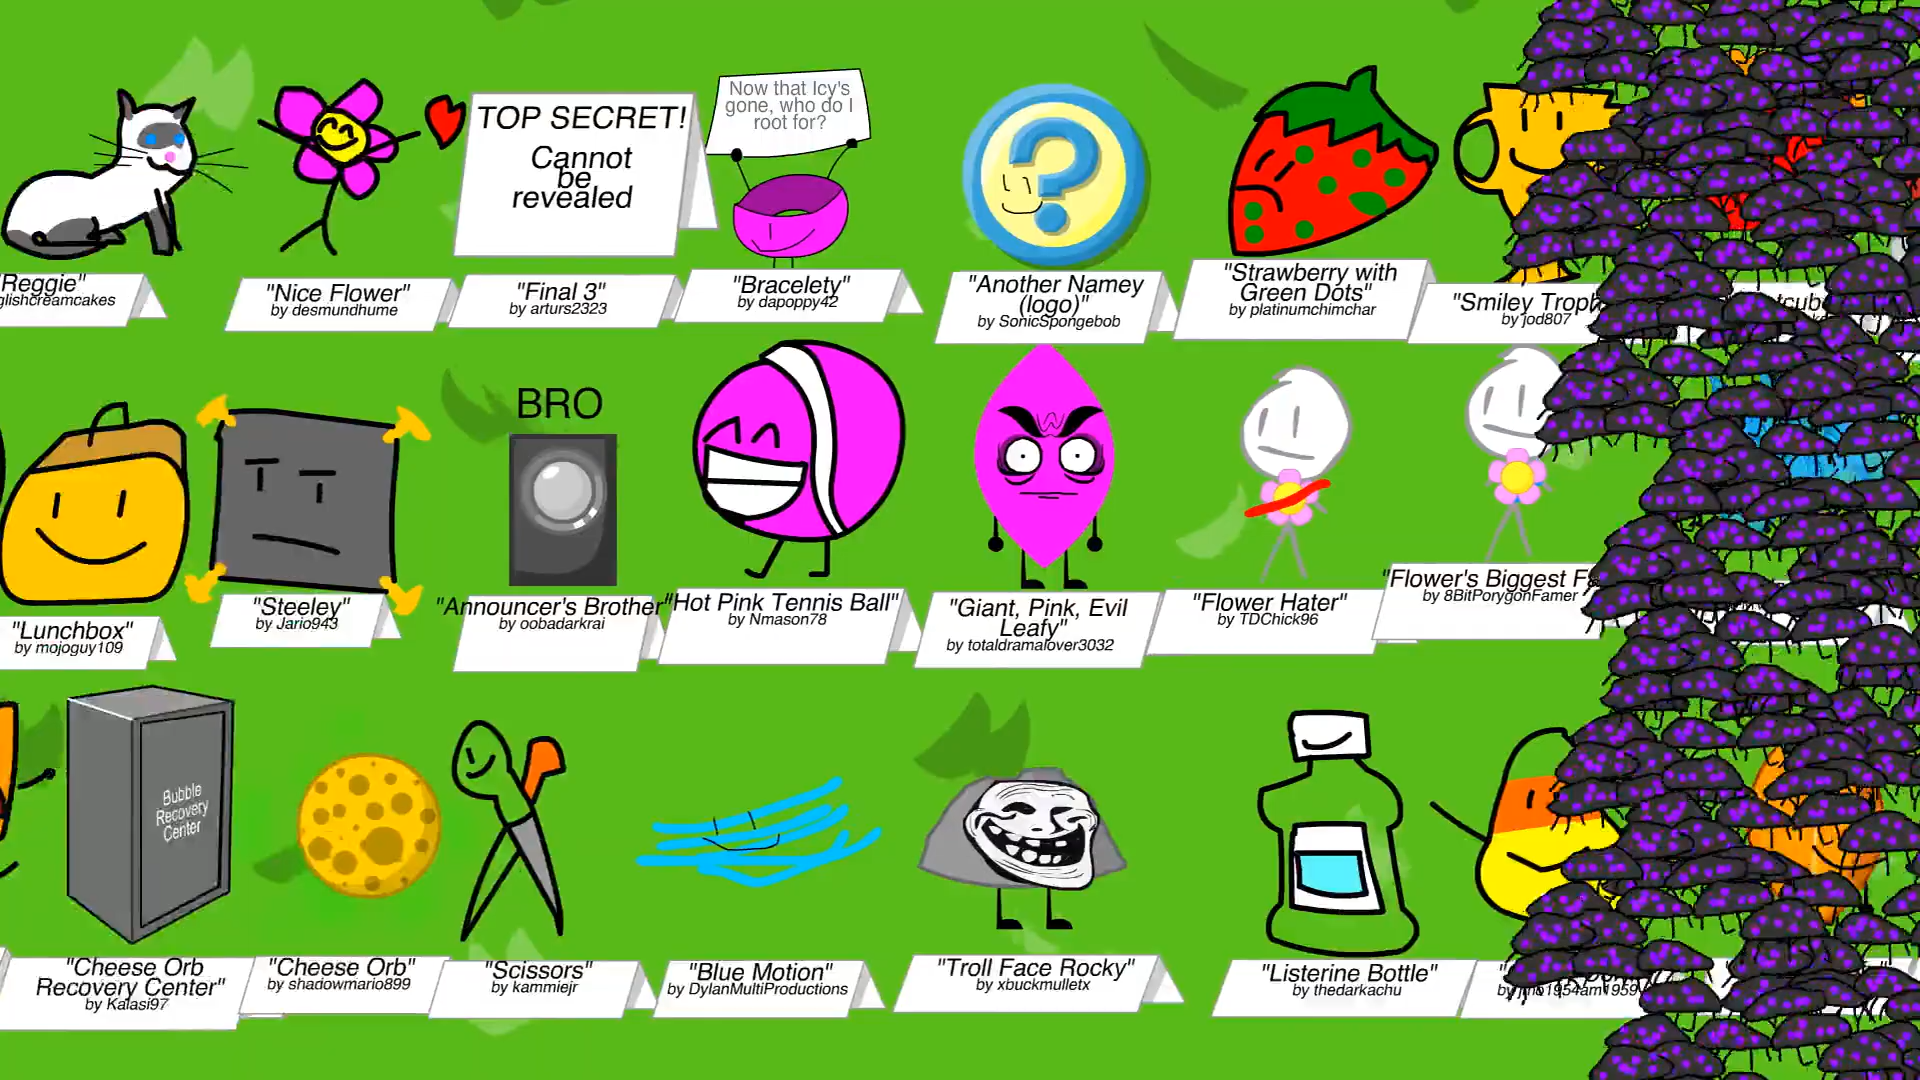 Now that Icy's
gone, who do I
root for?
TOP SECRET!
Cannot
be
revealed
"Reggie"
glishcreamcakes
"Nice Flower"
by desmundhume
"Final 3"
by arturs2323
"Bracelety"
by dapoppy42
"Another Namey
(logo)"
by SonicSpongebob
"Strawberry with
Green Dots"
by platinumchimchar
"Smiley Troph
by jod807
BRO
"Lunchbox"
by mojoguy109
"Steeley"
by Jario943
"Announcer's Brother"
by oobadarkrai
"Hot Pink Tennis Ball"
by Nmason78
"Giant, Pink, Evil
Leafy"
by totaldramalover3032
"Flower Hater"
by TDChick96
"Flower's Biggest F
by 8BitPorygonFamer
Bubble
Recovery
Center
"Cheese Orb
Recovery Center"
by Kalasi97
"Cheese Orb"
by shadowmario899
"Scissors"
by kammiejr
"Blue Motion"
by DylanMultiProductions
"Troll Face Rocky"
by xbuckmulletx
"Listerine Bottle"
by thedarkachu